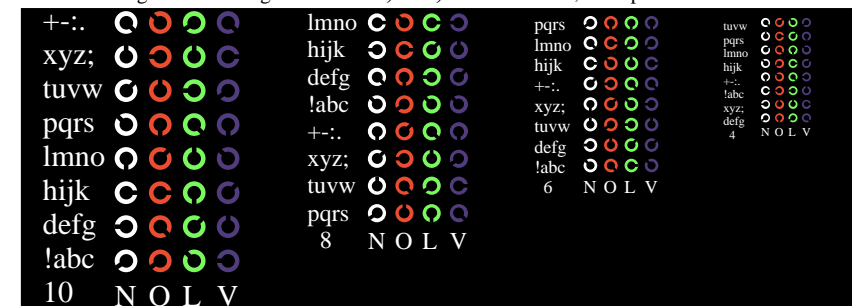 +-:.
xyz;
tuvw
pqrs
lmno
hijk
defg
!abc
10 N O L V
lmno
hijk
defg
!abc
+-:.
xyz;
tuvw
pqrs
8 N O L V
pqrs
lmno
hijk
+-:.
xyz;
tuvw
defg
!abc
6 N O L V
tuvw
pqrs
lmno
hijk
+-:.
!abc
xyz;
defg
4 N O L V